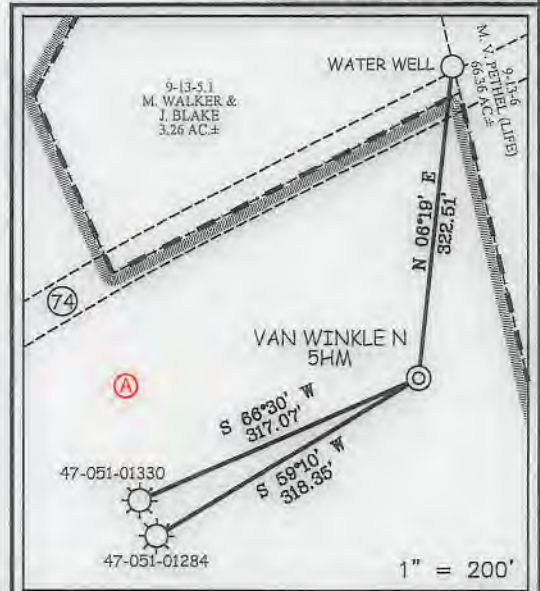 WATER WELL
9-13-6
M. V. PETHEL (LIFE)
66.36 AC.±
9-13-5.1
M. WALKER &
J. BLAKE
3.26 AC.±
N 06°19' E
322.51'
74
VAN WINKLE N
5HM
A
S 66°30' W
317.07'
S 59°10' W
318.35'
47-051-01330
47-051-01284
1" = 200'